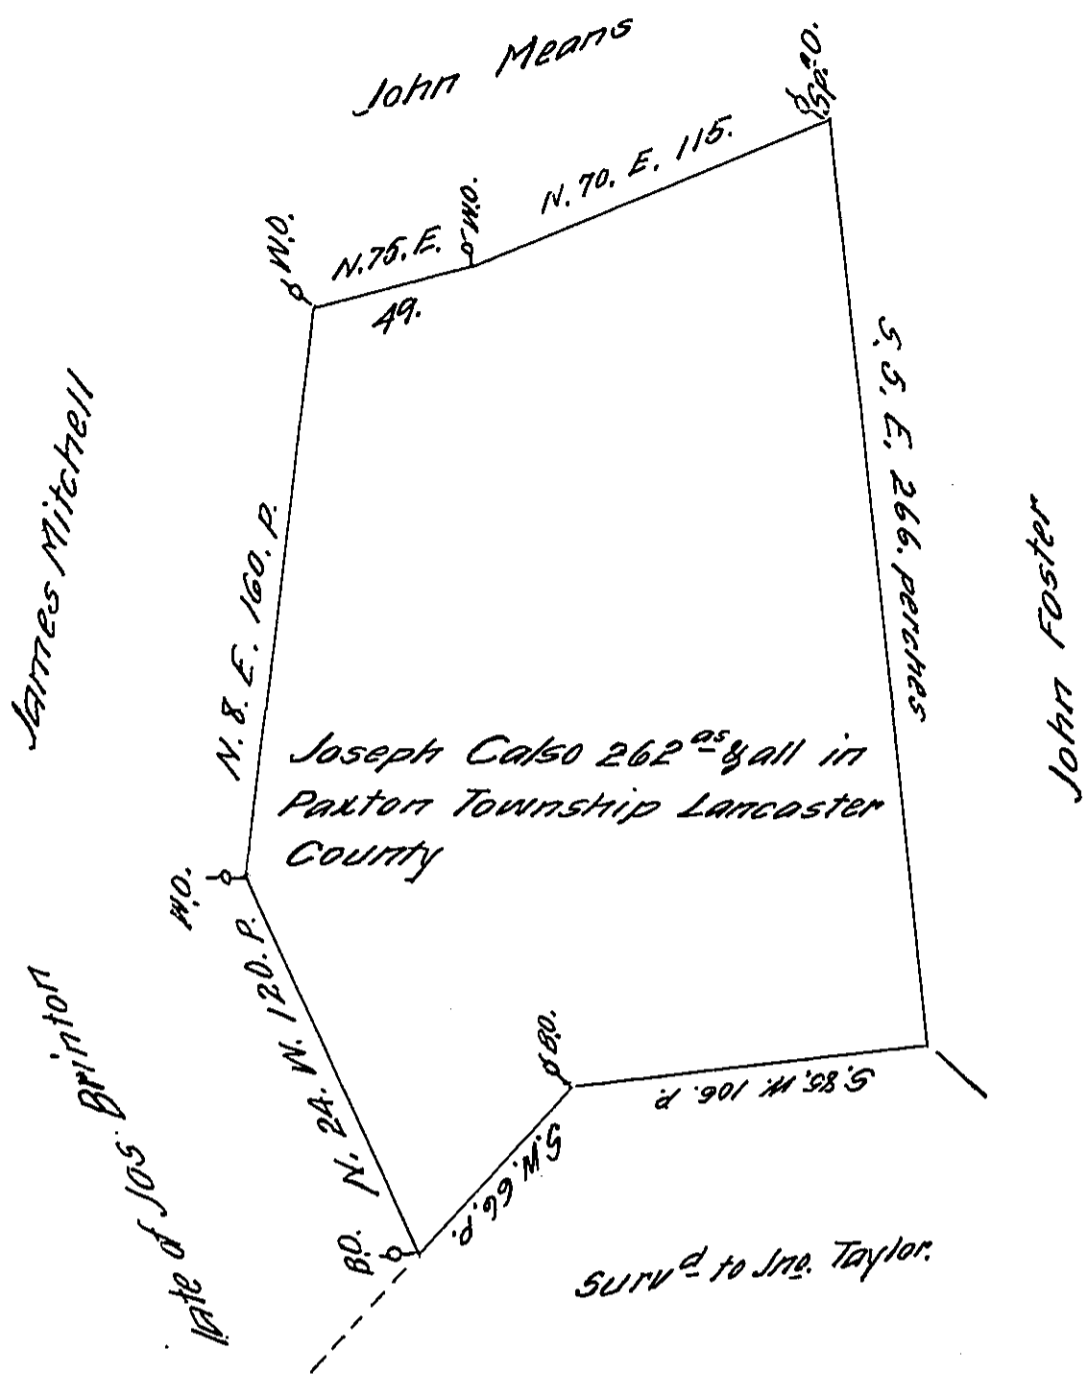 John Means
Sp. O.
N. 70. E. 115.
W.O.
N. 75. E.
49.
W.O.
S. 5. E. 266. perches
James Mitchell
N. 8. E. 160. P.
John Foster
Joseph Calso 262 as & all in
Paxton Township Lancaster
County
W.O.
N. 24. W. 120. P.
late of Jos Brinton
B.O.
S. 85. W. 106. P.
S. W. 66. P.
B.O.
Surv d to Jno. Taylor.